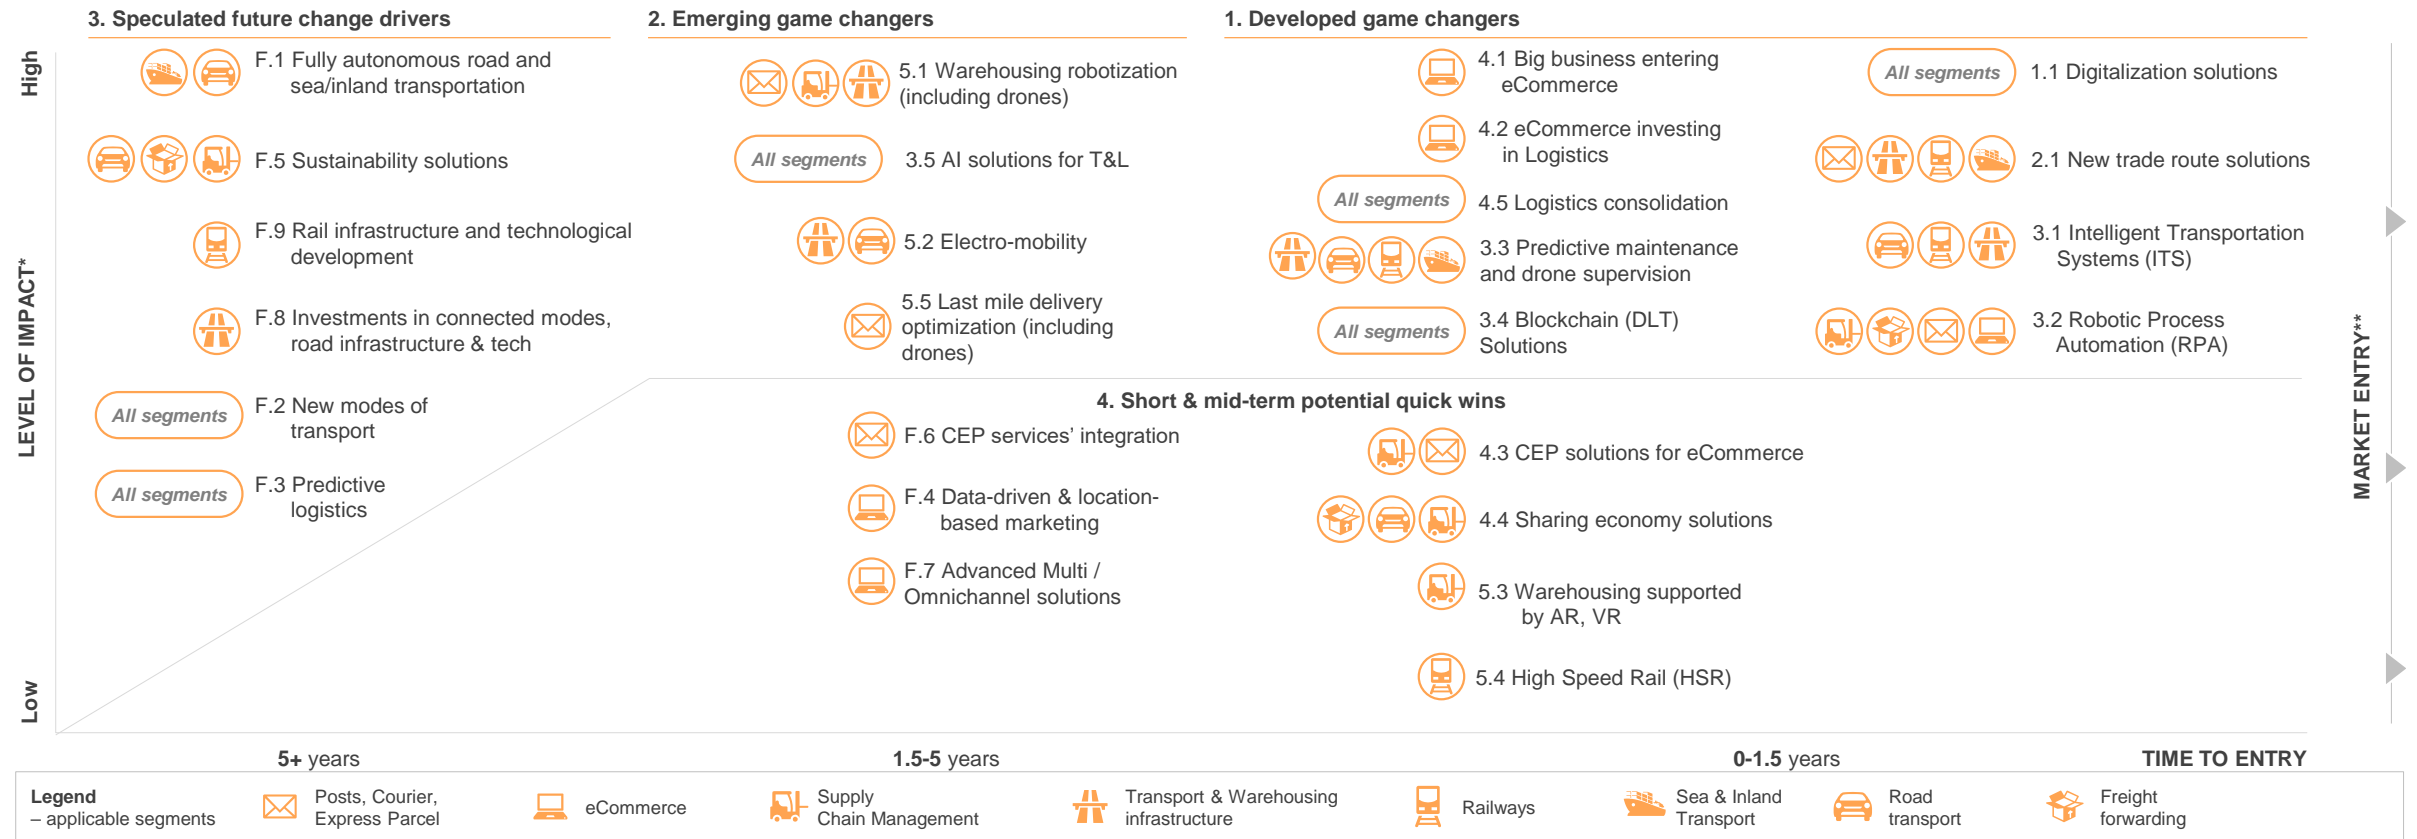 3. Speculated future change drivers
2. Emerging game changers
1. Developed game changers
High
LEVEL OF IMPACT*
Low
F.1 Fully autonomous road and
sea/inland transportation
F.5 Sustainability solutions
F.9 Rail infrastructure and technological
development
F.8 Investments in connected modes,
road infrastructure & tech
All segments
F.2 New modes of
transport
All segments
F.3 Predictive
logistics
5.1 Warehousing robotization
(including drones)
All segments
3.5 AI solutions for T&L
5.2 Electro-mobility
5.5 Last mile delivery
optimization (including
drones)
4.1 Big business entering
eCommerce
4.2 eCommerce investing
in Logistics
All segments
4.5 Logistics consolidation
3.3 Predictive maintenance
and drone supervision
All segments
3.4 Blockchain (DLT)
Solutions
All segments
1.1 Digitalization solutions
2.1 New trade route solutions
3.1 Intelligent Transportation
Systems (ITS)
3.2 Robotic Process
Automation (RPA)
4. Short & mid-term potential quick wins
F.6 CEP services’ integration
F.4 Data-driven & location-
based marketing
F.7 Advanced Multi /
Omnichannel solutions
4.3 CEP solutions for eCommerce
4.4 Sharing economy solutions
5.3 Warehousing supported
by AR, VR
5.4 High Speed Rail (HSR)
MARKET ENTRY**
5+ years
1.5-5 years
0-1.5 years
TIME TO ENTRY
Legend
– applicable segments
Posts, Courier,
Express Parcel
eCommerce
Supply
Chain Management
Transport & Warehousing
infrastructure
Railways
Sea & Inland
Transport
Road
transport
Freight
forwarding